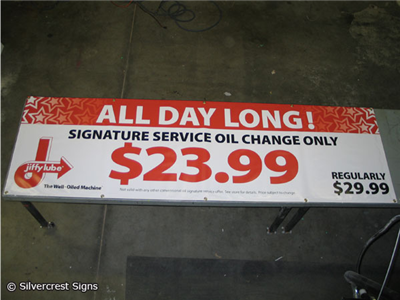 ALL DAY LONG!
SIGNATURE SERVICE OIL CHANGE ONLY
jiffy lube
The Well-Oiled Machine
$23.99
REGULARLY
$29.99
© Silvercrest Signs